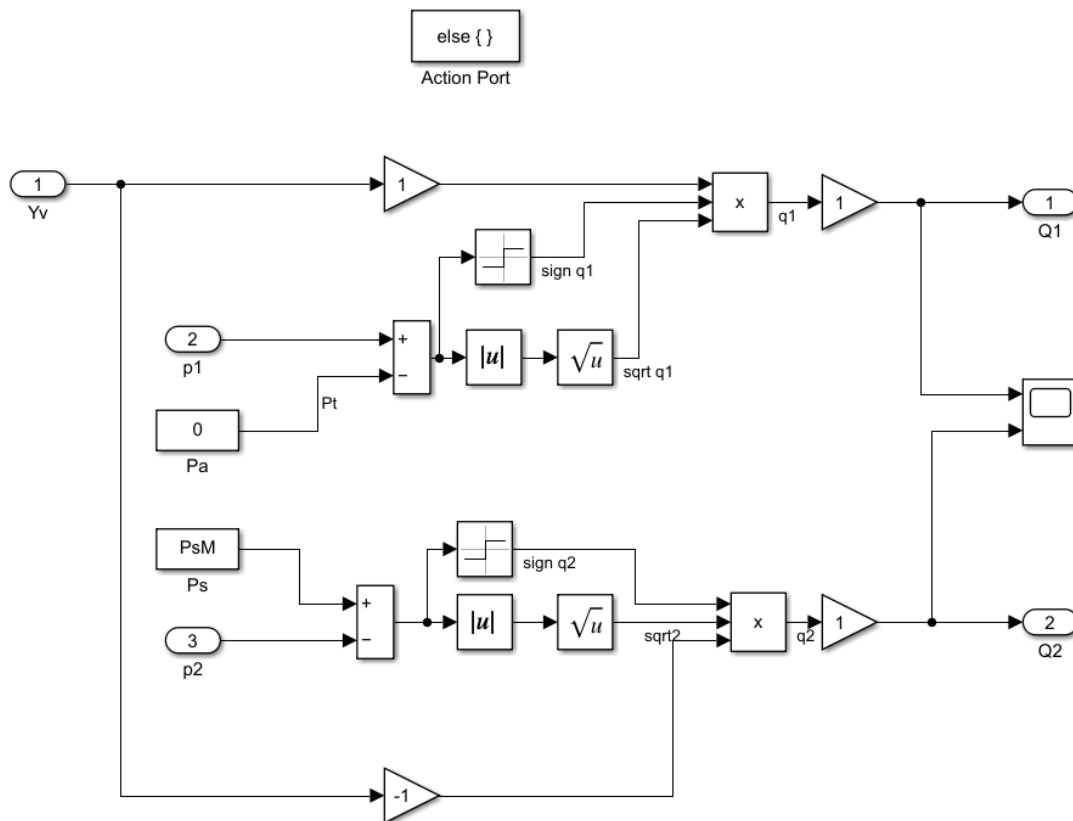 else { }
Action Port
1
Yv
1
x
q1
1
1
Q1
sign q1
2
p1
+
−
|u|
√u
sqrt q1
Pt
0
Pa
PsM
Ps
sign q2
+
−
3
p2
|u|
√u
sqrt2
x
q2
1
2
Q2
-1